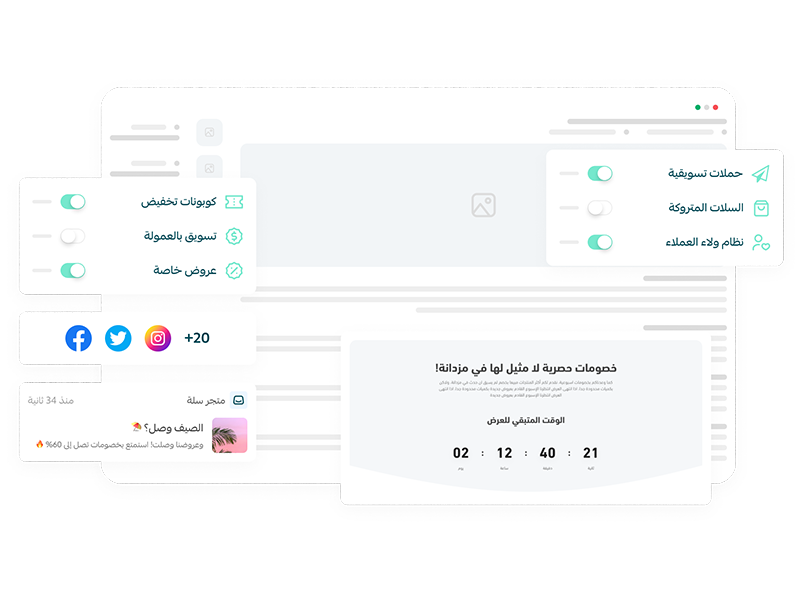 حملات تسويقية
السلات المتروكة
نظام ولاء العملاء
كوبونات تخفيض
تسويق بالعمولة
عروض خاصة
+20
متجر سلة
منذ 34 ثانية
الصيف وصل؟
وعروضنا وصلت! استمتع بخصومات تصل إلى 60%
خصومات حصرية لا مثيل لها في مزدانة!
الوقت المتبقي للعرض
02 : 12 : 40 : 21
يوم ساعة دقيقة ثانية